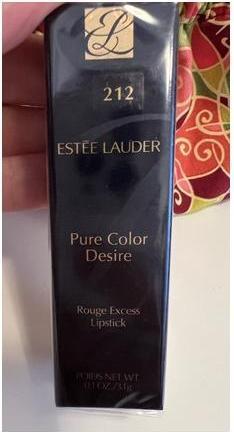 212
ESTĒE LAUDER
Pure Color
Desire
Rouge Excess
Lipstick
POIDS NET WT.
0.1 OZ./3.1g